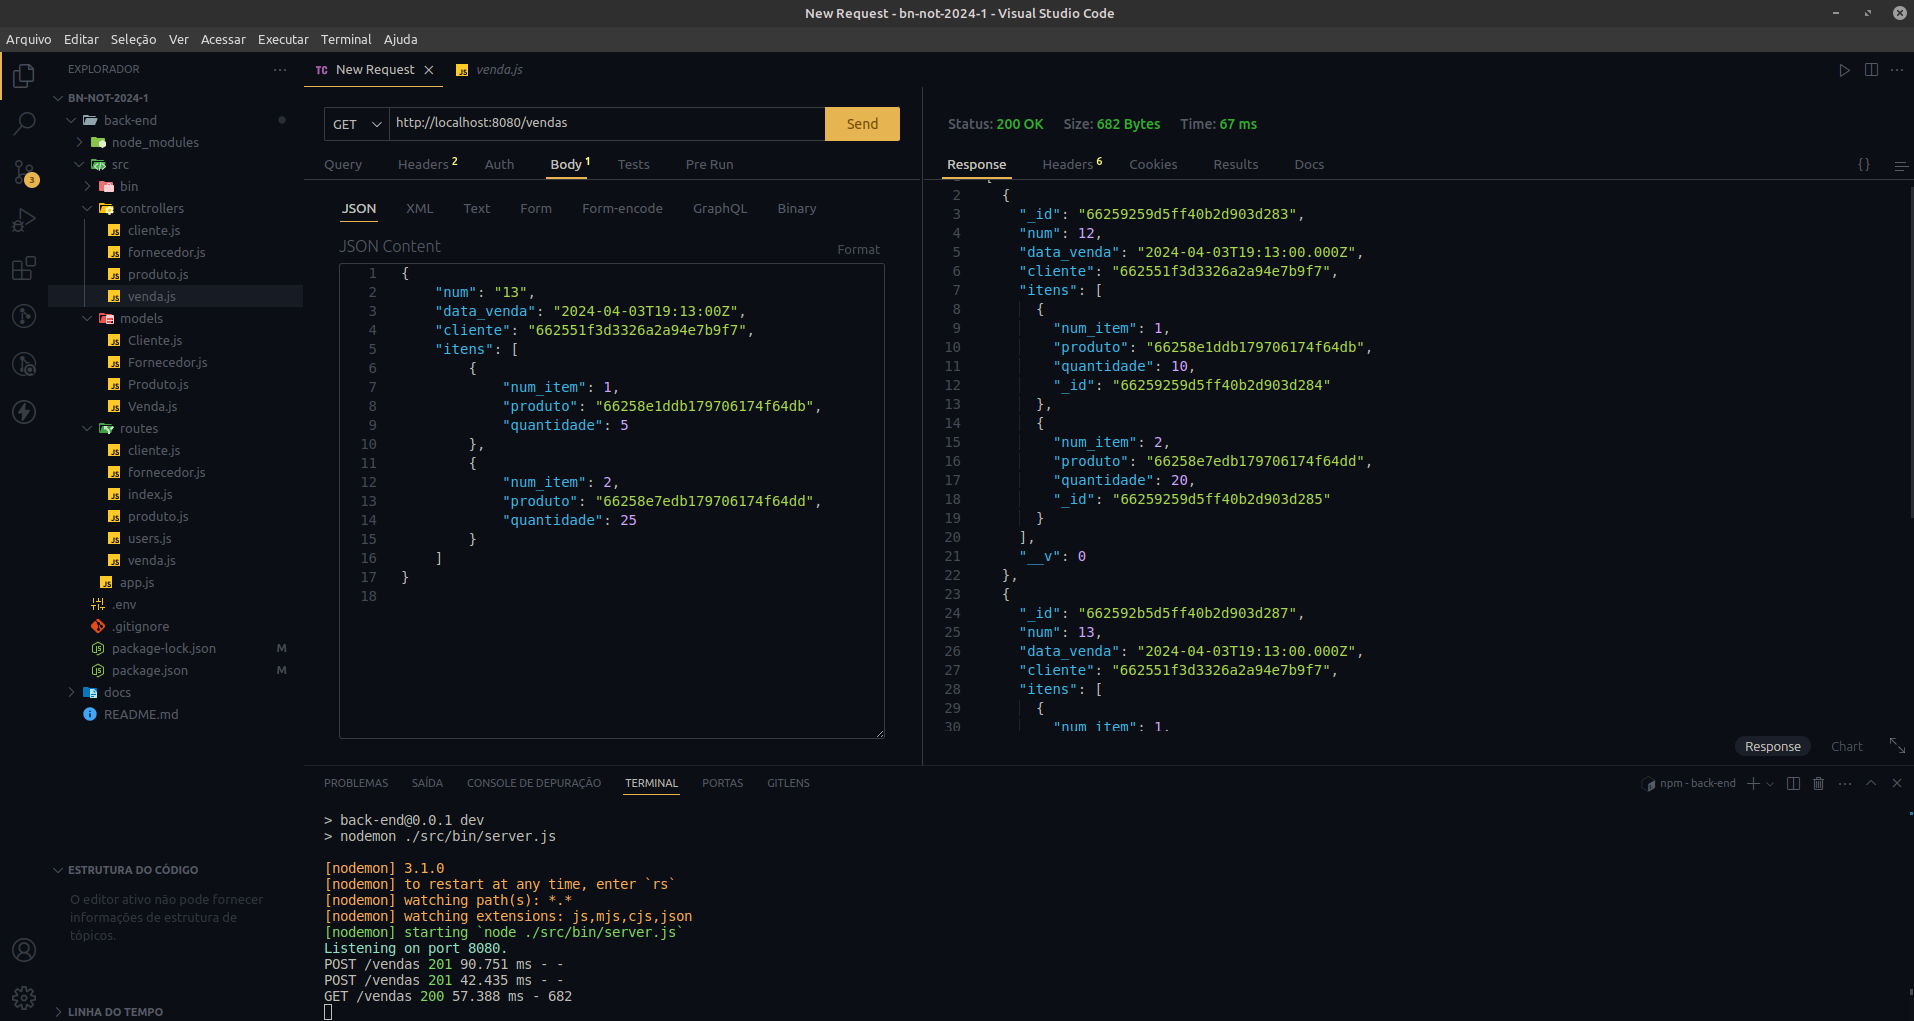 New Request - bn-not-2024-1 - Visual Studio Code
Arquivo Editar Seleção Ver Acessar Executar Terminal Ajuda
EXPLORADOR
BN-NOT-2024-1
back-end
node_modules
src
bin
controllers
cliente.js
fornecedor.js
produto.js
venda.js
models
Cliente.js
Fornecedor.js
Produto.js
Venda.js
routes
cliente.js
fornecedor.js
index.js
produto.js
users.js
venda.js
app.js
.env
.gitignore
package-lock.json M
package.json M
docs
README.md
3
ESTRUTURA DO CÓDIGO
O editor ativo não pode fornecer
informações de estrutura de
tópicos.
LINHA DO TEMPO
TC New Request
JS venda.js
GET http://localhost:8080/vendas Send
Query Headers 2 Auth Body 1 Tests Pre Run
JSON XML Text Form Form-encode GraphQL Binary
JSON Content Format
1 {
2 "num": "13",
3 "data_venda": "2024-04-03T19:13:00Z",
4 "cliente": "662551f3d3326a2a94e7b9f7",
5 "itens": [
6 {
7 "num_item": 1,
8 "produto": "66258e1ddb179706174f64db",
9 "quantidade": 5
10 },
11 {
12 "num_item": 2,
13 "produto": "66258e7edb179706174f64dd",
14 "quantidade": 25
15 }
16 ]
17 }
18
Status: 200 OK Size: 682 Bytes Time: 67 ms
Response Headers 6 Cookies Results Docs {}
2 {
3 "_id": "66259259d5ff40b2d903d283",
4 "num": 12,
5 "data_venda": "2024-04-03T19:13:00.000Z",
6 "cliente": "662551f3d3326a2a94e7b9f7",
7 "itens": [
8 {
9 "num_item": 1,
10 "produto": "66258e1ddb179706174f64db",
11 "quantidade": 10,
12 "_id": "66259259d5ff40b2d903d284"
13 },
14 {
15 "num_item": 2,
16 "produto": "66258e7edb179706174f64dd",
17 "quantidade": 20,
18 "_id": "66259259d5ff40b2d903d285"
19 }
20 ],
21 "__v": 0
22 },
23 {
24 "_id": "662592b5d5ff40b2d903d287",
25 "num": 13,
26 "data_venda": "2024-04-03T19:13:00.000Z",
27 "cliente": "662551f3d3326a2a94e7b9f7",
28 "itens": [
29 {
30 "num_item": 1,
Response Chart
PROBLEMAS SAÍDA CONSOLE DE DEPURAÇÃO TERMINAL PORTAS GITLENS
npm - back-end
> back-end@0.0.1 dev
> nodemon ./src/bin/server.js
[nodemon] 3.1.0
[nodemon] to restart at any time, enter `rs`
[nodemon] watching path(s): *.*
[nodemon] watching extensions: js,mjs,cjs,json
[nodemon] starting `node ./src/bin/server.js`
Listening on port 8080.
POST /vendas 201 90.751 ms - -
POST /vendas 201 42.435 ms - -
GET /vendas 200 57.388 ms - 682